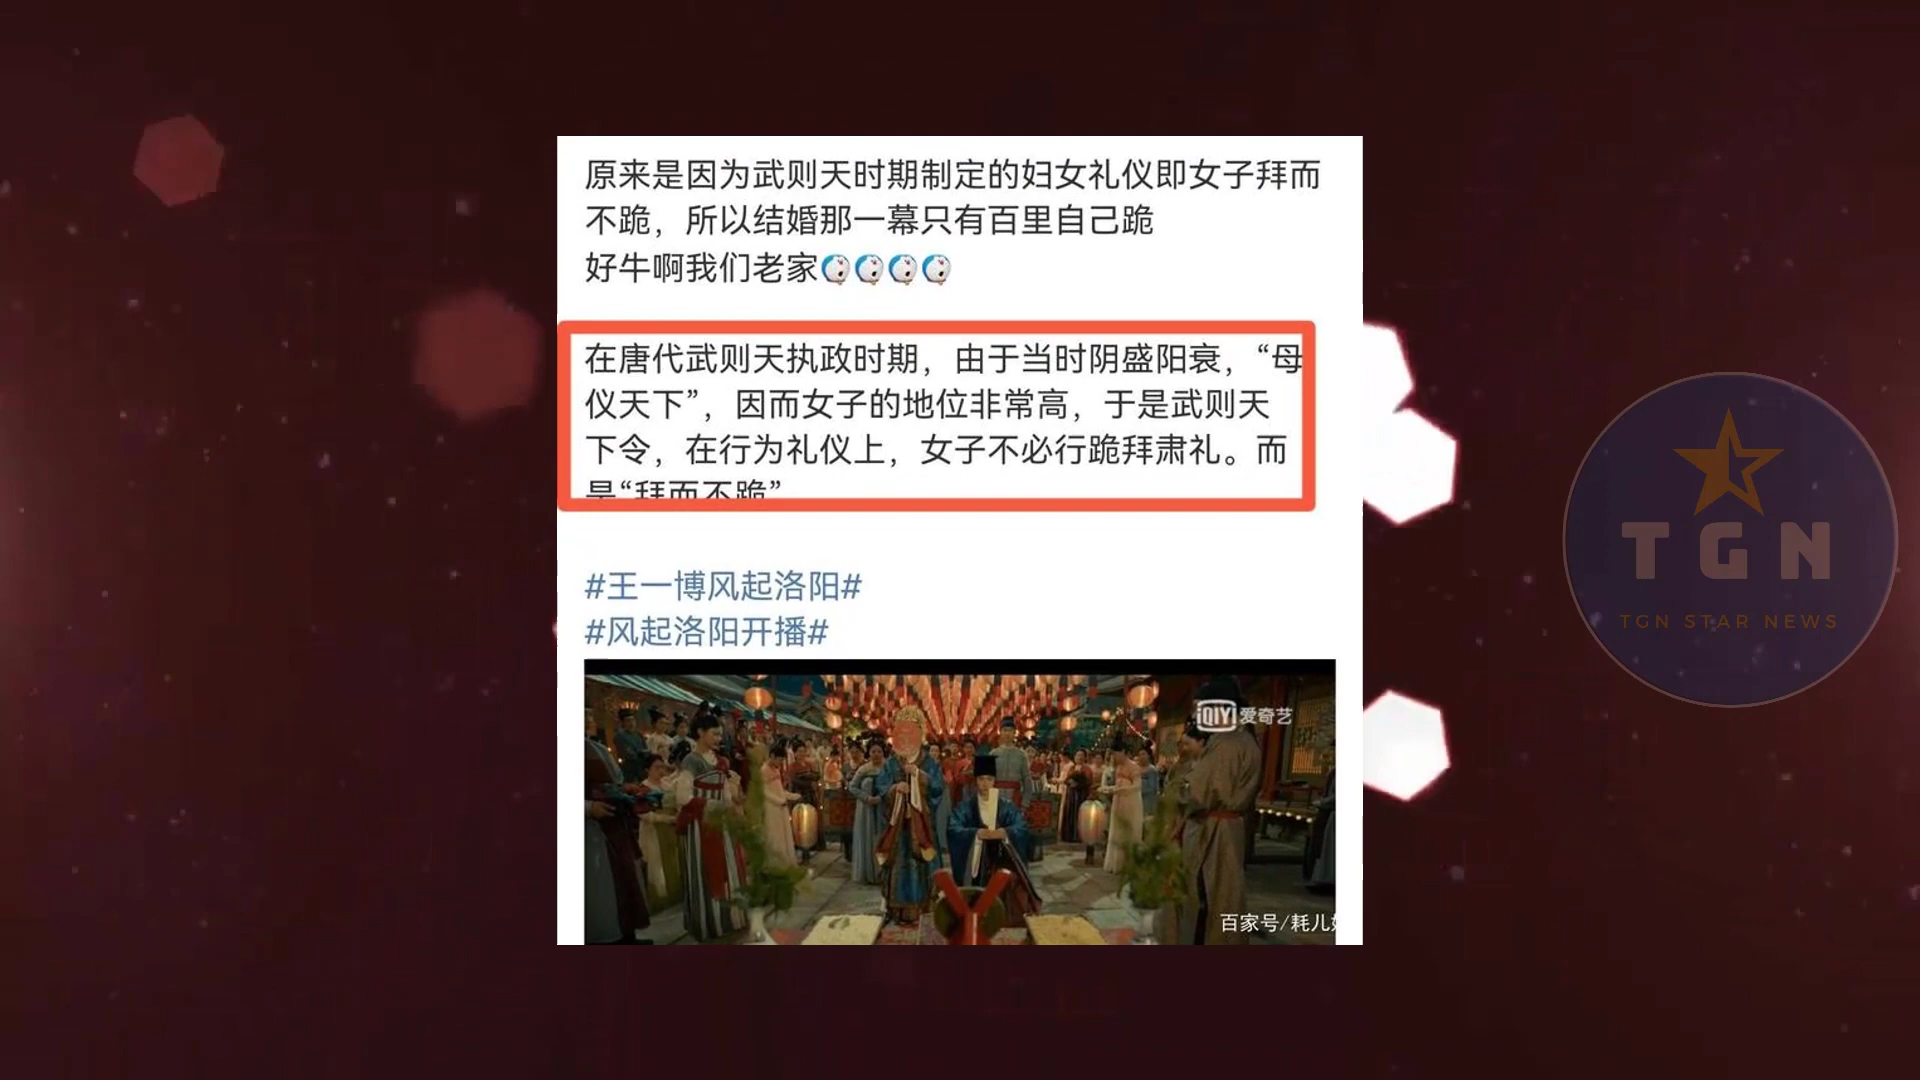 原来是因为武则天时期制定的妇女礼仪即女子拜而
不跪，所以结婚那一幕只有百里自己跪
好牛啊我们老家
在唐代武则天执政时期，由于当时阴盛阳衰，“母
仪天下”，因而女子的地位非常高，于是武则天
下令，在行为礼仪上，女子不必行跪拜肃礼。而
是“拜而不跪”
#王一博风起洛阳#
#风起洛阳开播#
iQIYI 爱奇艺
百家号/耗儿
TGN
TGN STAR NEWS